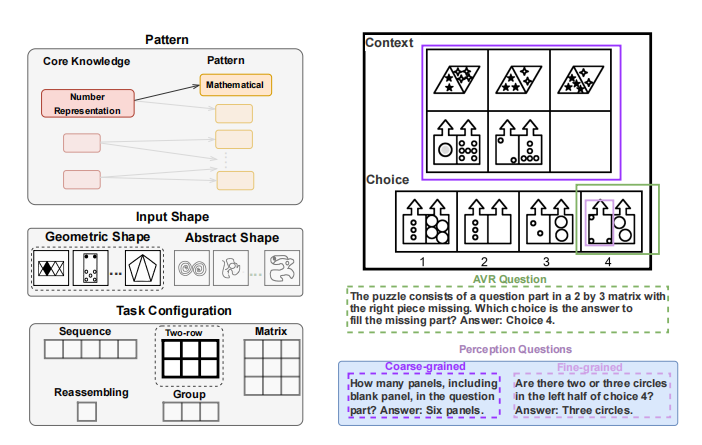 Pattern
Core Knowledge
Pattern
Number
Representation
Mathematical
Input Shape
Geometric Shape
Abstract Shape
...
...
Task Configuration
Sequence
Two-row
Matrix
Reassembling
Group
Context
Choice
1
2
3
4
AVR Question
The puzzle consists of a question part in a 2 by 3 matrix with
the right piece missing. Which choice is the answer to
fill the missing part? Answer: Choice 4.
Perception Questions
Coarse-grained
How many panels, including
blank panel, in the question
part? Answer: Six panels.
Fine-grained
Are there two or three circles
in the left half of choice 4?
Answer: Three circles.